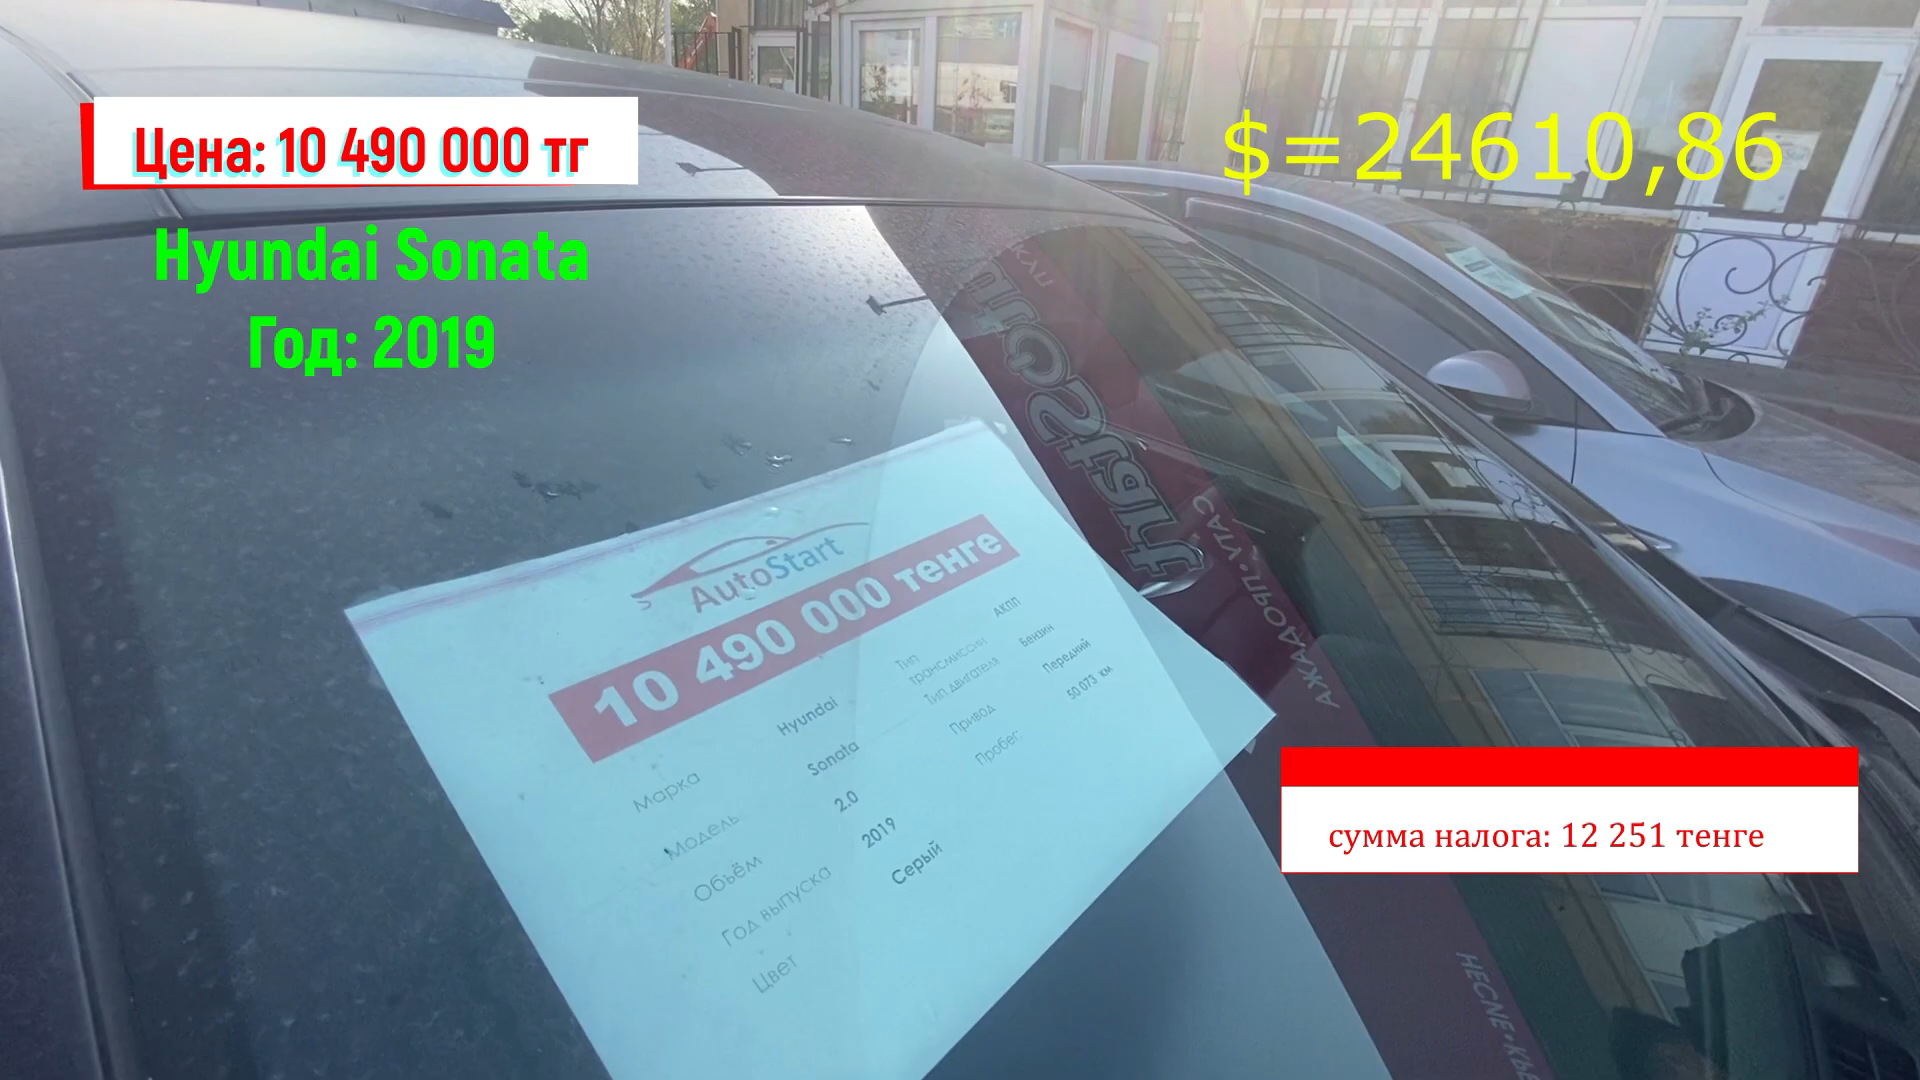 Цена: 10 490 000 тг
$=24610,86
Hyundai Sonata
Год: 2019
AutoStart
10 490 000 тенге
Марка Hyundai
Модель Sonata
Объём 2.0
Год выпуска 2019
Цвет Серый
Тип трансмиссии АКПП
Тип двигателя Бензин
Привод Передний
Пробег: 50 073 км
сумма налога: 12 251 тенге